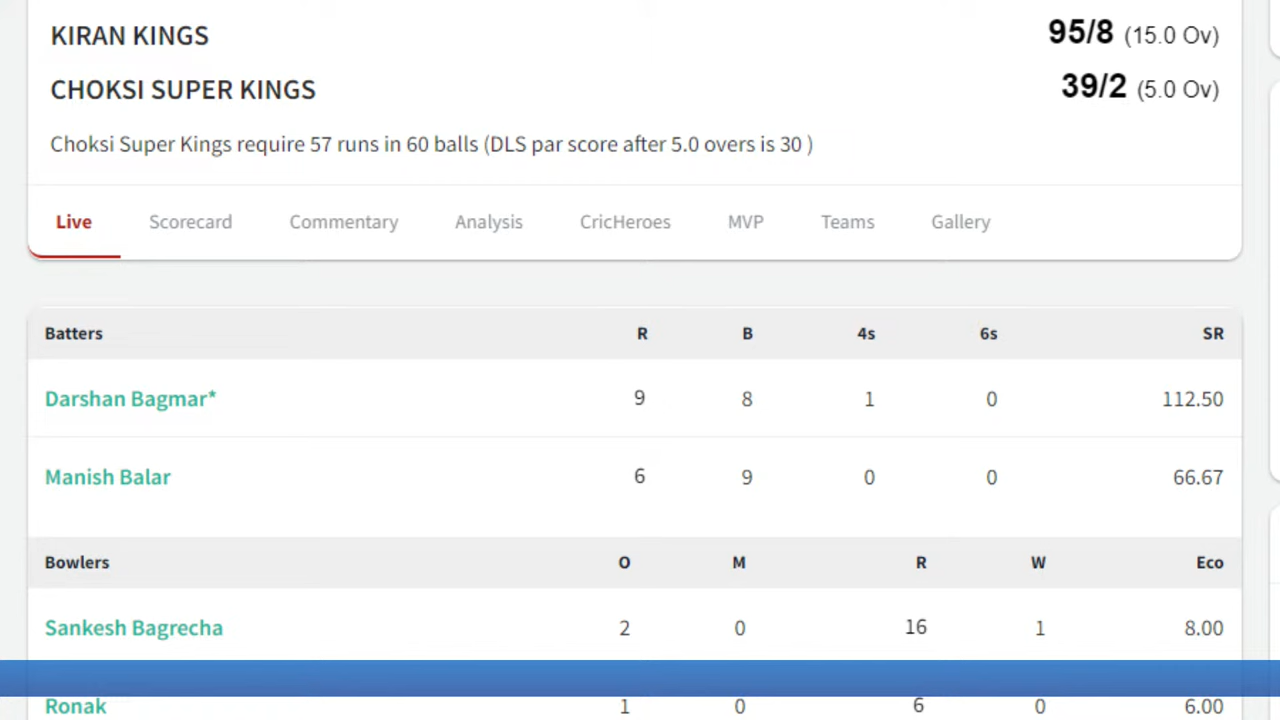 KIRAN KINGS 95/8 (15.0 Ov)
CHOKSI SUPER KINGS 39/2 (5.0 Ov)
Choksi Super Kings require 57 runs in 60 balls (DLS par score after 5.0 overs is 30 )
Live Scorecard Commentary Analysis CricHeroes MVP Teams Gallery
Batters R B 4s 6s SR
Darshan Bagmar* 9 8 1 0 112.50
Manish Balar 6 9 0 0 66.67
Bowlers O M R W Eco
Sankesh Bagrecha 2 0 16 1 8.00
Ronak 1 0 6 0 6.00